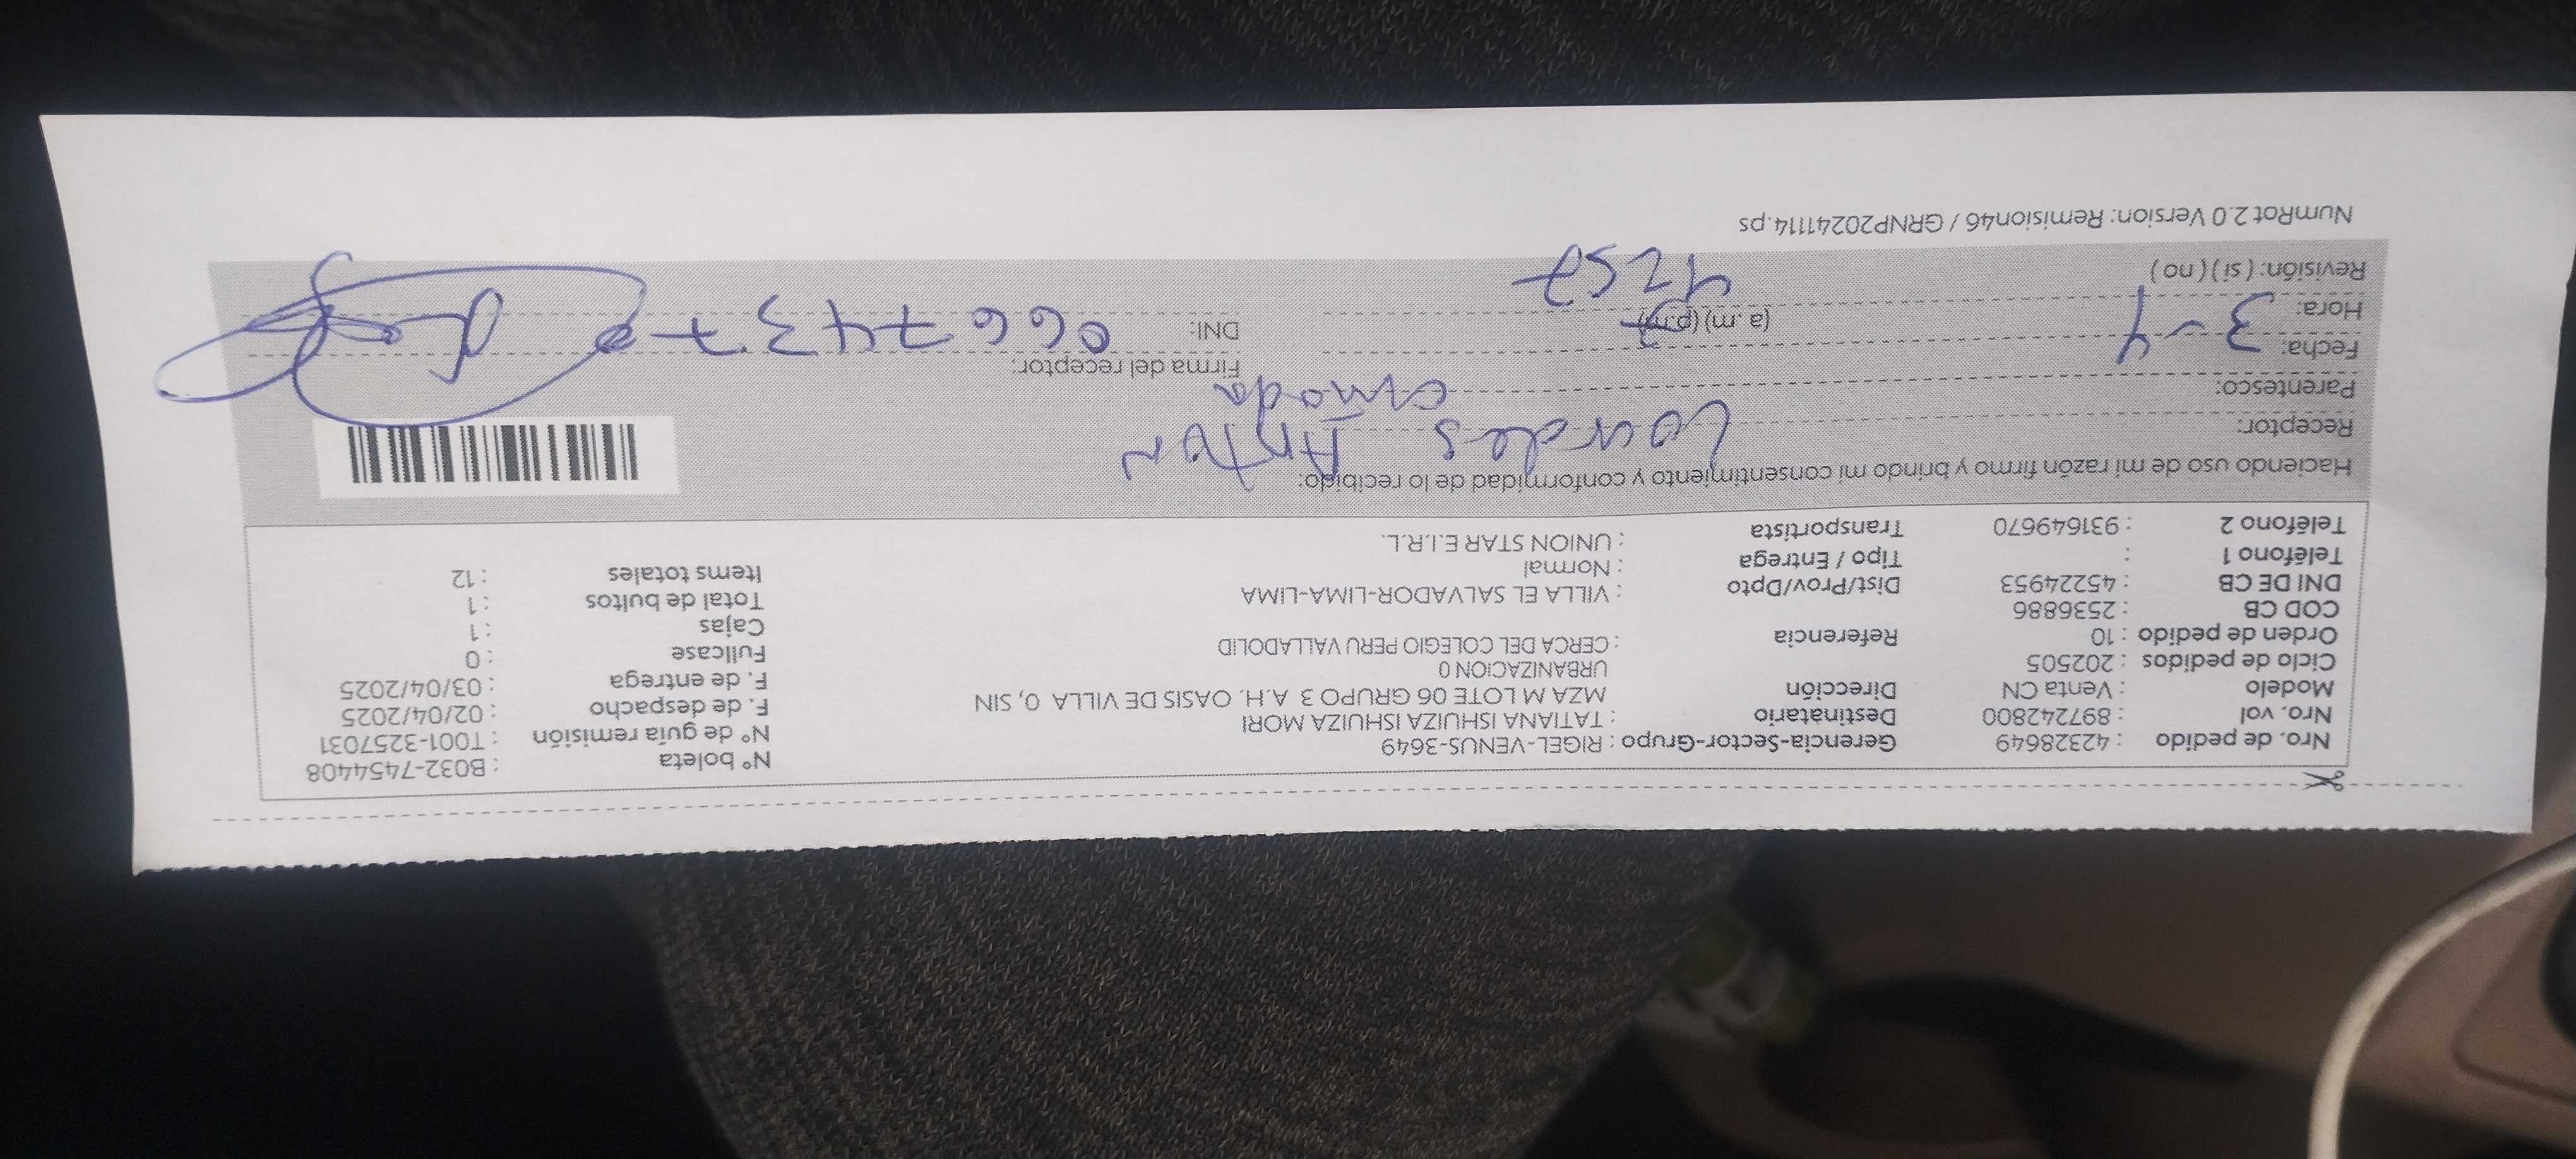 Nro. de pedido : 42328649 Gerencia-Sector-Grupo : RIGEL-VENUS-3649 N° boleta : B032-7454408
Nro. vol : 897242800 Destinatario : TATIANA ISHUIZA ISHUIZA MORI N° de guía remisión : T001-3257031
Modelo : Venta CN Dirección MZA M LOTE 06 GRUPO 3 A.H. OASIS DE VILLA 0, SIN F. de despacho : 02/04/2025
Ciclo de pedidos : 202505 URBANIZACION 0 F. de entrega : 03/04/2025
Orden de pedido : 10 Referencia : CERCA DEL COLEGIO PERU VALLADOLID Fullcase : 0
COD CB : 2536886 Cajas : 1
DNI DE CB : 45224953 Dist/Prov/Dpto : VILLA EL SALVADOR-LIMA-LIMA Total de bultos : 1
Teléfono 1 : Tipo / Entrega : Normal Items totales : 12
Teléfono 2 : 931649670 Transportista : UNION STAR E.I.R.L.
Haciendo uso de mi razón firmo y brindo mi consentimiento y conformidad de lo recibido:
Receptor: Lourdes Anton
Parentesco:
Fecha: 3-4 Firma del receptor:
Hora: (a.m) (p.m) DNI: 0667437
Revisión: (si) (no) 1257
NumRot 2.0 Version: Remision46 / GRNP20241114.ps